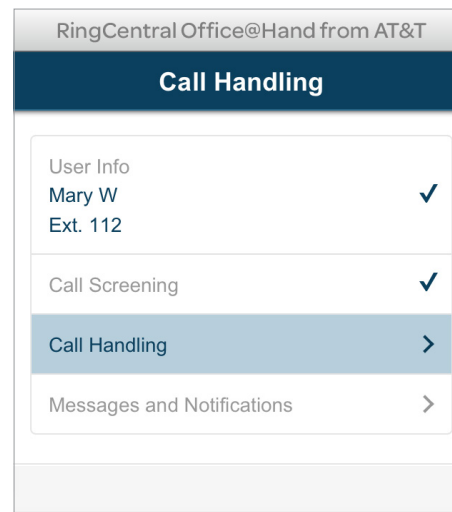 RingCentral Office@Hand from AT&T
Call Handling
User Info
Mary W
Ext. 112
Call Screening
Call Handling
Messages and Notifications